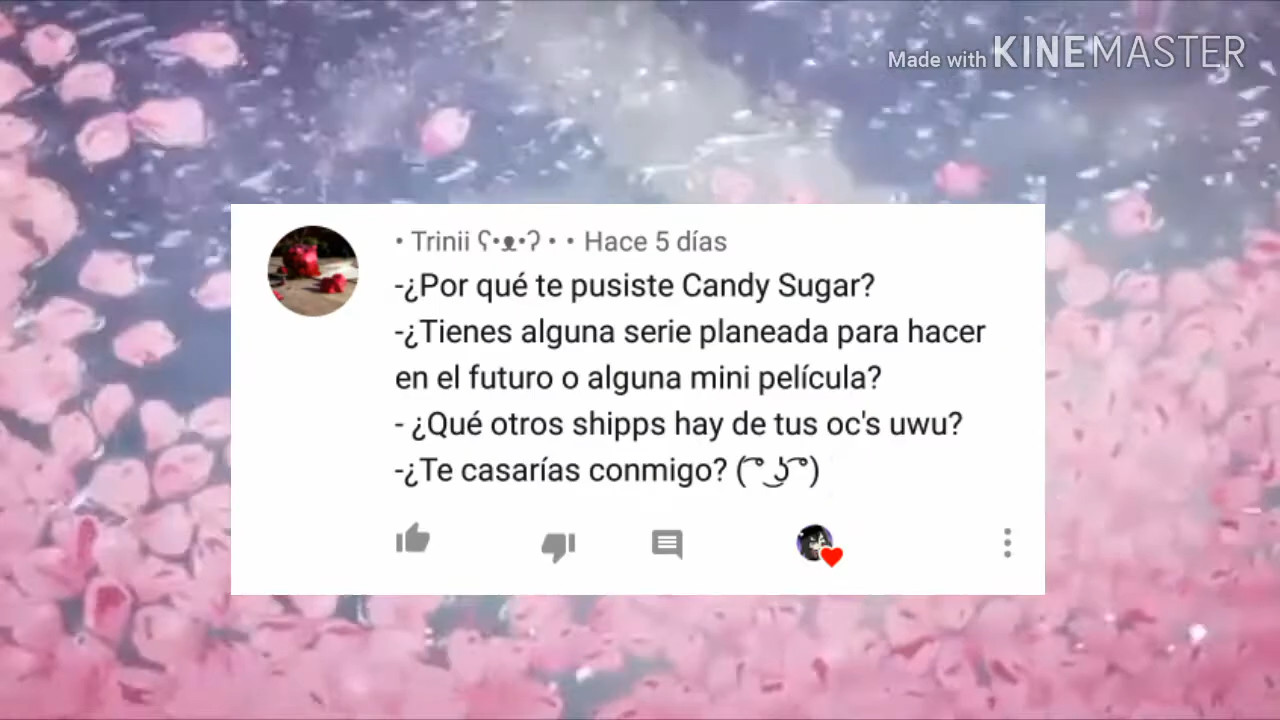 Made with KINEMASTER
• Trinii ʕ•ᴥ•ʔ • • Hace 5 días
-¿Por qué te pusiste Candy Sugar?
-¿Tienes alguna serie planeada para hacer
en el futuro o alguna mini película?
- ¿Qué otros shipps hay de tus oc's uwu?
-¿Te casarías conmigo? ( ͡° ͜ʖ ͡°)